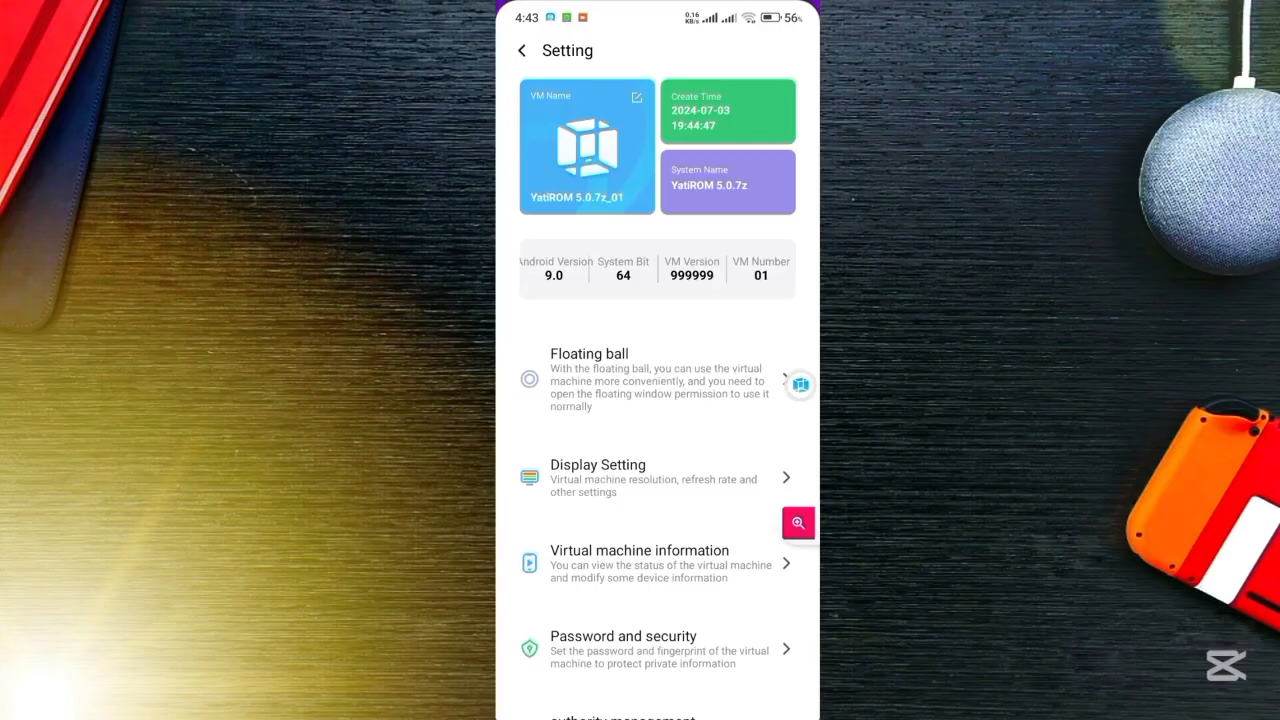 4:43
0.16
KB/s
56%
Setting
VM Name
YatiROM 5.0.7z_01
Create Time
2024-07-03
19:44:47
System Name
YatiROM 5.0.7z
Android Version System Bit VM Version VM Number
9.0 64 999999 01
Floating ball
With the floating ball, you can use the virtual
machine more conveniently, and you need to
open the floating window permission to use it
normally
Display Setting
Virtual machine resolution, refresh rate and
other settings
Virtual machine information
You can view the status of the virtual machine
and modify some device information
Password and security
Set the password and fingerprint of the virtual
machine to protect private information
authority management